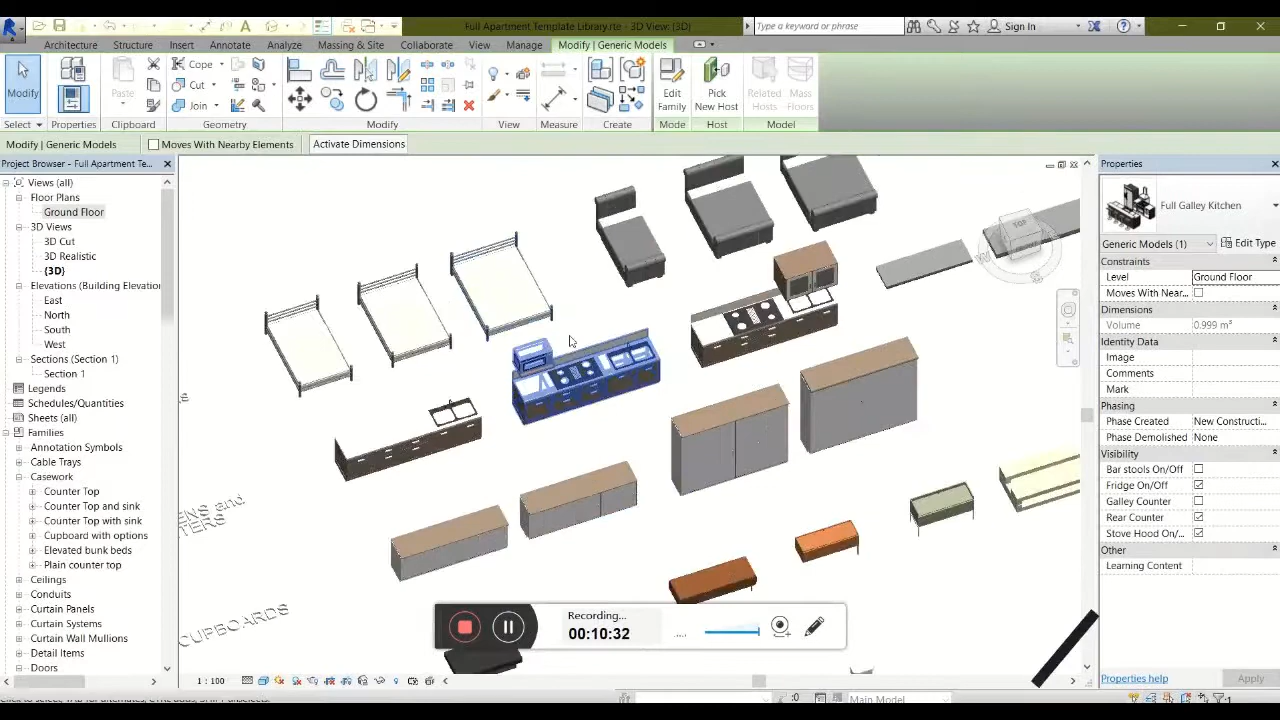 Full Apartment Template Library.rte - 3D View: {3D}
Type a keyword or phrase
Sign In
Architecture Structure Insert Annotate Analyze Massing & Site Collaborate View Manage Modify | Generic Models
Modify
Properties
Paste
Cope
Cut
Join
Edit Family
Pick New Host
Related Hosts
Mass Floors
Select Properties Clipboard Geometry Modify View Measure Create Mode Host Model
Modify | Generic Models Moves With Nearby Elements Activate Dimensions
Project Browser - Full Apartment Te...
Views (all)
Floor Plans
Ground Floor
3D Views
3D Cut
3D Realistic
{3D}
Elevations (Building Elevation
East
North
South
West
Sections (Section 1)
Section 1
Legends
Schedules/Quantities
Sheets (all)
Families
Annotation Symbols
Cable Trays
Casework
Counter Top
Counter Top and sink
Counter Top with sink
Cupboard with options
Elevated bunk beds
Plain counter top
Ceilings
Conduits
Curtain Panels
Curtain Systems
Curtain Wall Mullions
Detail Items
Doors
TOP
ENS and
TERS
CUPBOARDS
Recording...
00:10:32
1 : 100
:0
Main Model
Properties
Full Galley Kitchen
Generic Models (1) Edit Type
Constraints
Level Ground Floor
Moves With Near...
Dimensions
Volume 0.999 m³
Identity Data
Image
Comments
Mark
Phasing
Phase Created New Constructi...
Phase Demolished None
Visibility
Bar stools On/Off
Fridge On/Off
Galley Counter
Rear Counter
Stove Hood On/...
Other
Learning Content
Properties help Apply